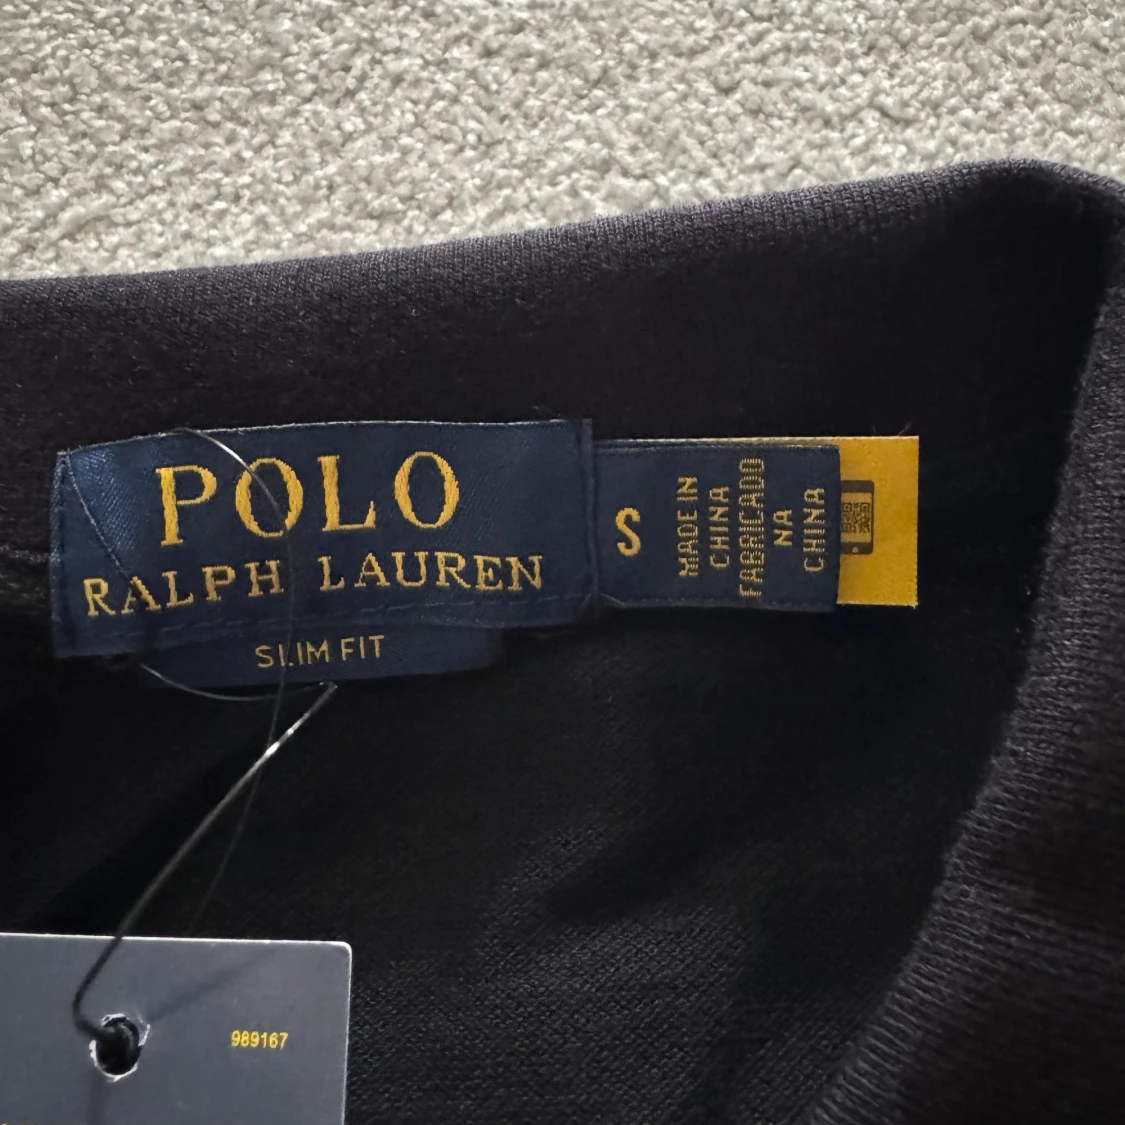 POLO
RALPH LAUREN
SLIM FIT
S
MADE IN
CHINA
FABRICADO
NA
CHINA
989167